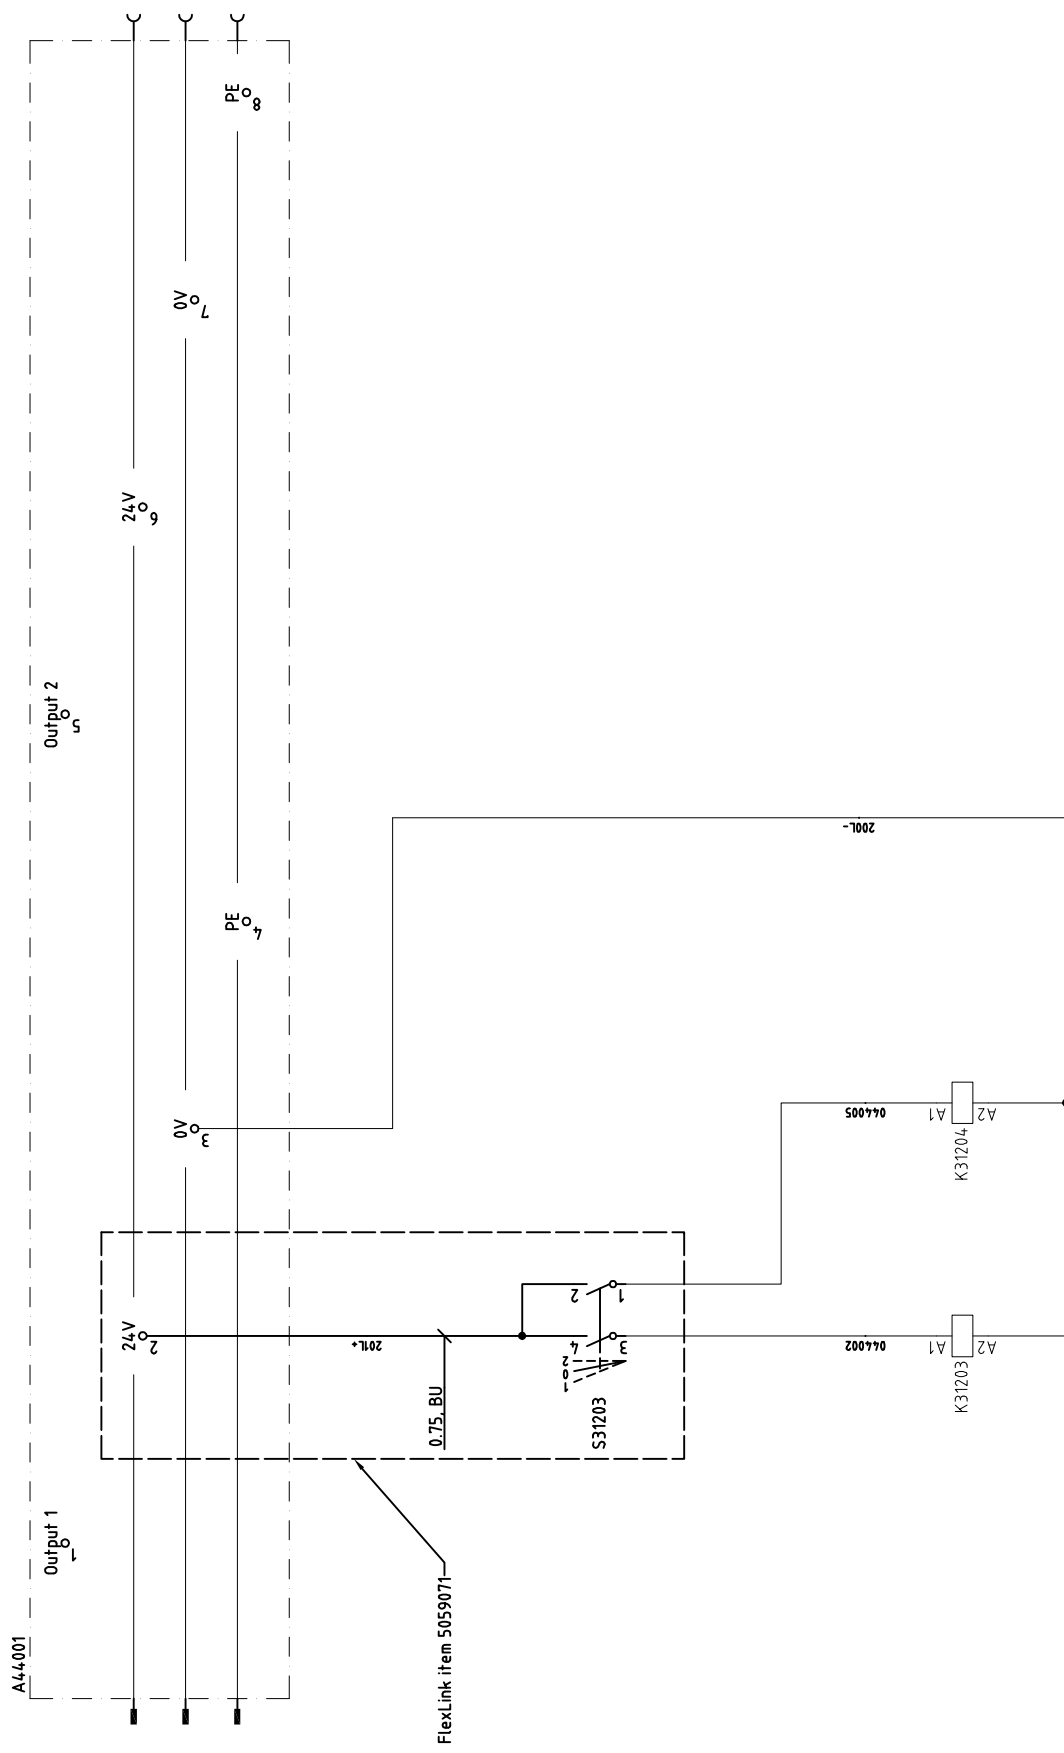 A44001
Output 1
1
24V
2
0V
3
PE
4
Output 2
5
24V
6
0V
7
PE
8
201L+
0.75, BU
FlexLink item 5059071
S31203
1 0 2
4
3
2
1
044002
044005
200L-
K31203
A1
A2
K31204
A1
A2